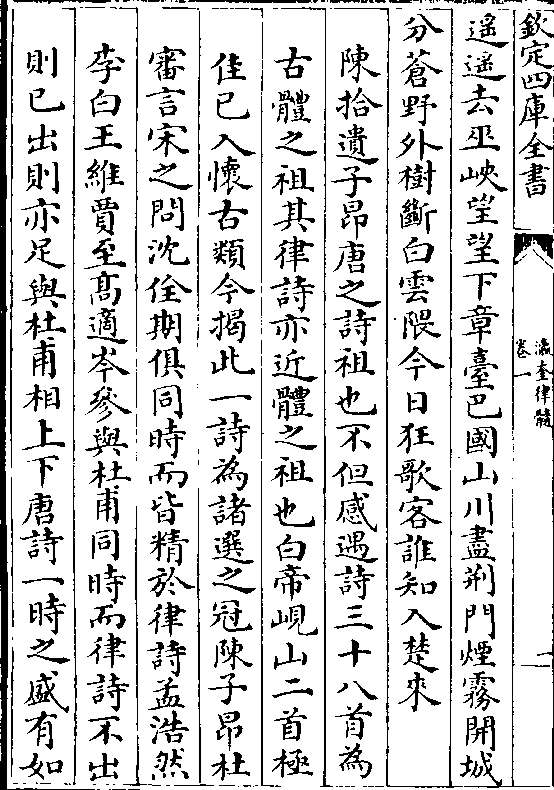 欽定四庫全書
瀛奎律髓
卷一
一
遥遥去巫峽望望下章臺巴國山川盡荆門煙霧開城
分蒼野外樹斷白雲隈今日狂歌客誰知入楚來
陳拾遺子昂唐之詩祖也不但感遇詩三十八首為
古體之祖其律詩亦近體之祖也白帝峴山二首極
佳已入懷古類今揭此一詩為諸選之冠陳子昂杜
審言宋之問沈佺期俱同時而皆精於律詩孟浩然
李白王維賈至髙適岑參與杜甫同時而律詩不出
則已出則亦足與杜甫相上下唐詩一時之盛有如